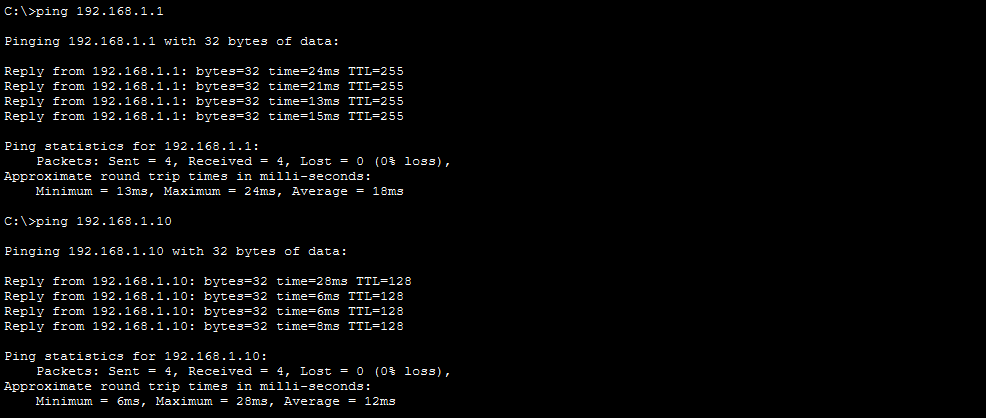 C:\>ping 192.168.1.1
Pinging 192.168.1.1 with 32 bytes of data:
Reply from 192.168.1.1: bytes=32 time=24ms TTL=255
Reply from 192.168.1.1: bytes=32 time=21ms TTL=255
Reply from 192.168.1.1: bytes=32 time=13ms TTL=255
Reply from 192.168.1.1: bytes=32 time=15ms TTL=255
Ping statistics for 192.168.1.1:
    Packets: Sent = 4, Received = 4, Lost = 0 (0% loss),
Approximate round trip times in milli-seconds:
    Minimum = 13ms, Maximum = 24ms, Average = 18ms
C:\>ping 192.168.1.10
Pinging 192.168.1.10 with 32 bytes of data:
Reply from 192.168.1.10: bytes=32 time=28ms TTL=128
Reply from 192.168.1.10: bytes=32 time=6ms TTL=128
Reply from 192.168.1.10: bytes=32 time=6ms TTL=128
Reply from 192.168.1.10: bytes=32 time=8ms TTL=128
Ping statistics for 192.168.1.10:
    Packets: Sent = 4, Received = 4, Lost = 0 (0% loss),
Approximate round trip times in milli-seconds:
    Minimum = 6ms, Maximum = 28ms, Average = 12ms